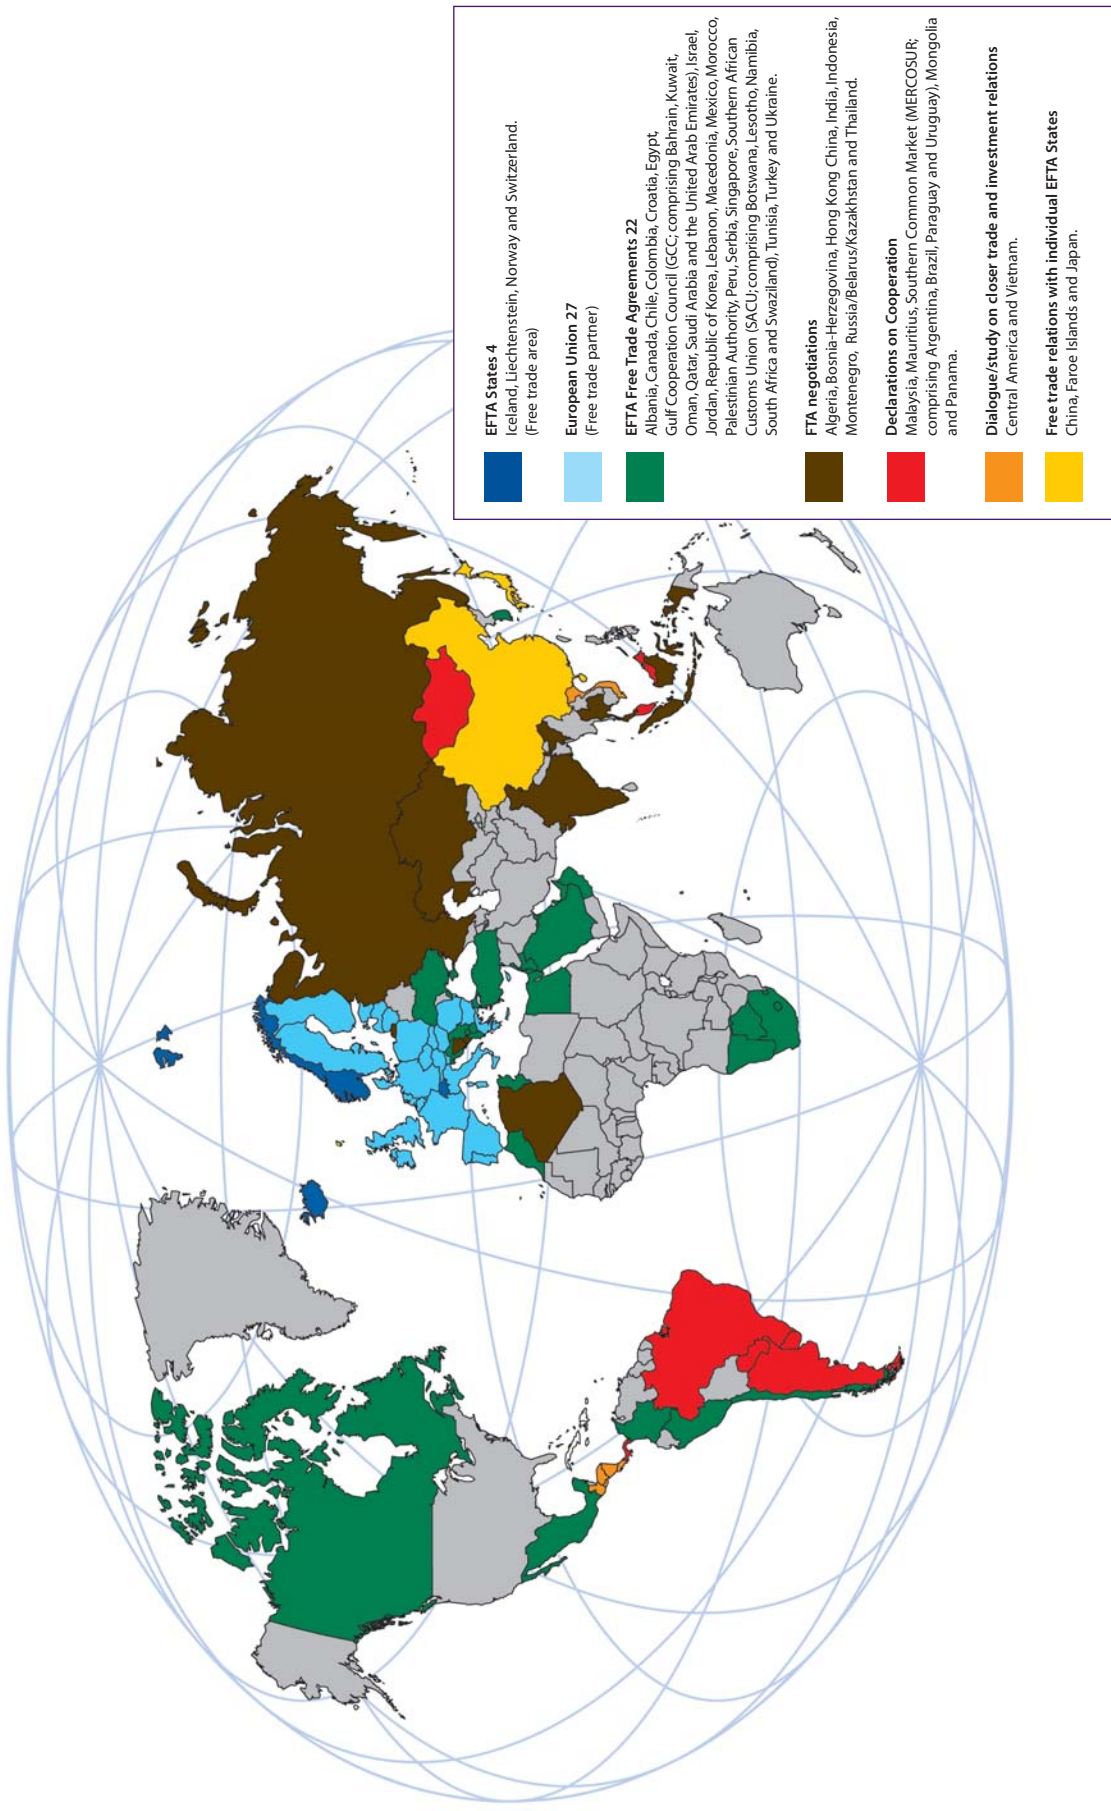 EFTA States 4
Iceland, Liechtenstein, Norway and Switzerland.
(Free trade area)
European Union 27
(Free trade partner)
EFTA Free Trade Agreements 22
Albania, Canada, Chile, Colombia, Croatia, Egypt,
Gulf Cooperation Council (GCC; comprising Bahrain, Kuwait,
Oman, Qatar, Saudi Arabia and the United Arab Emirates), Israel,
Jordan, Republic of Korea, Lebanon, Macedonia, Mexico, Morocco,
Palestinian Authority, Peru, Serbia, Singapore, Southern African
Customs Union (SACU; comprising Botswana, Lesotho, Namibia,
South Africa and Swaziland), Tunisia, Turkey and Ukraine.
FTA negotiations
Algeria, Bosnia-Herzegovina, Hong Kong China, India, Indonesia,
Montenegro, Russia/Belarus/Kazakhstan and Thailand.
Declarations on Cooperation
Malaysia, Mauritius, Southern Common Market (MERCOSUR;
comprising Argentina, Brazil, Paraguay and Uruguay), Mongolia
and Panama.
Dialogue/study on closer trade and investment relations
Central America and Vietnam.
Free trade relations with individual EFTA States
China, Faroe Islands and Japan.